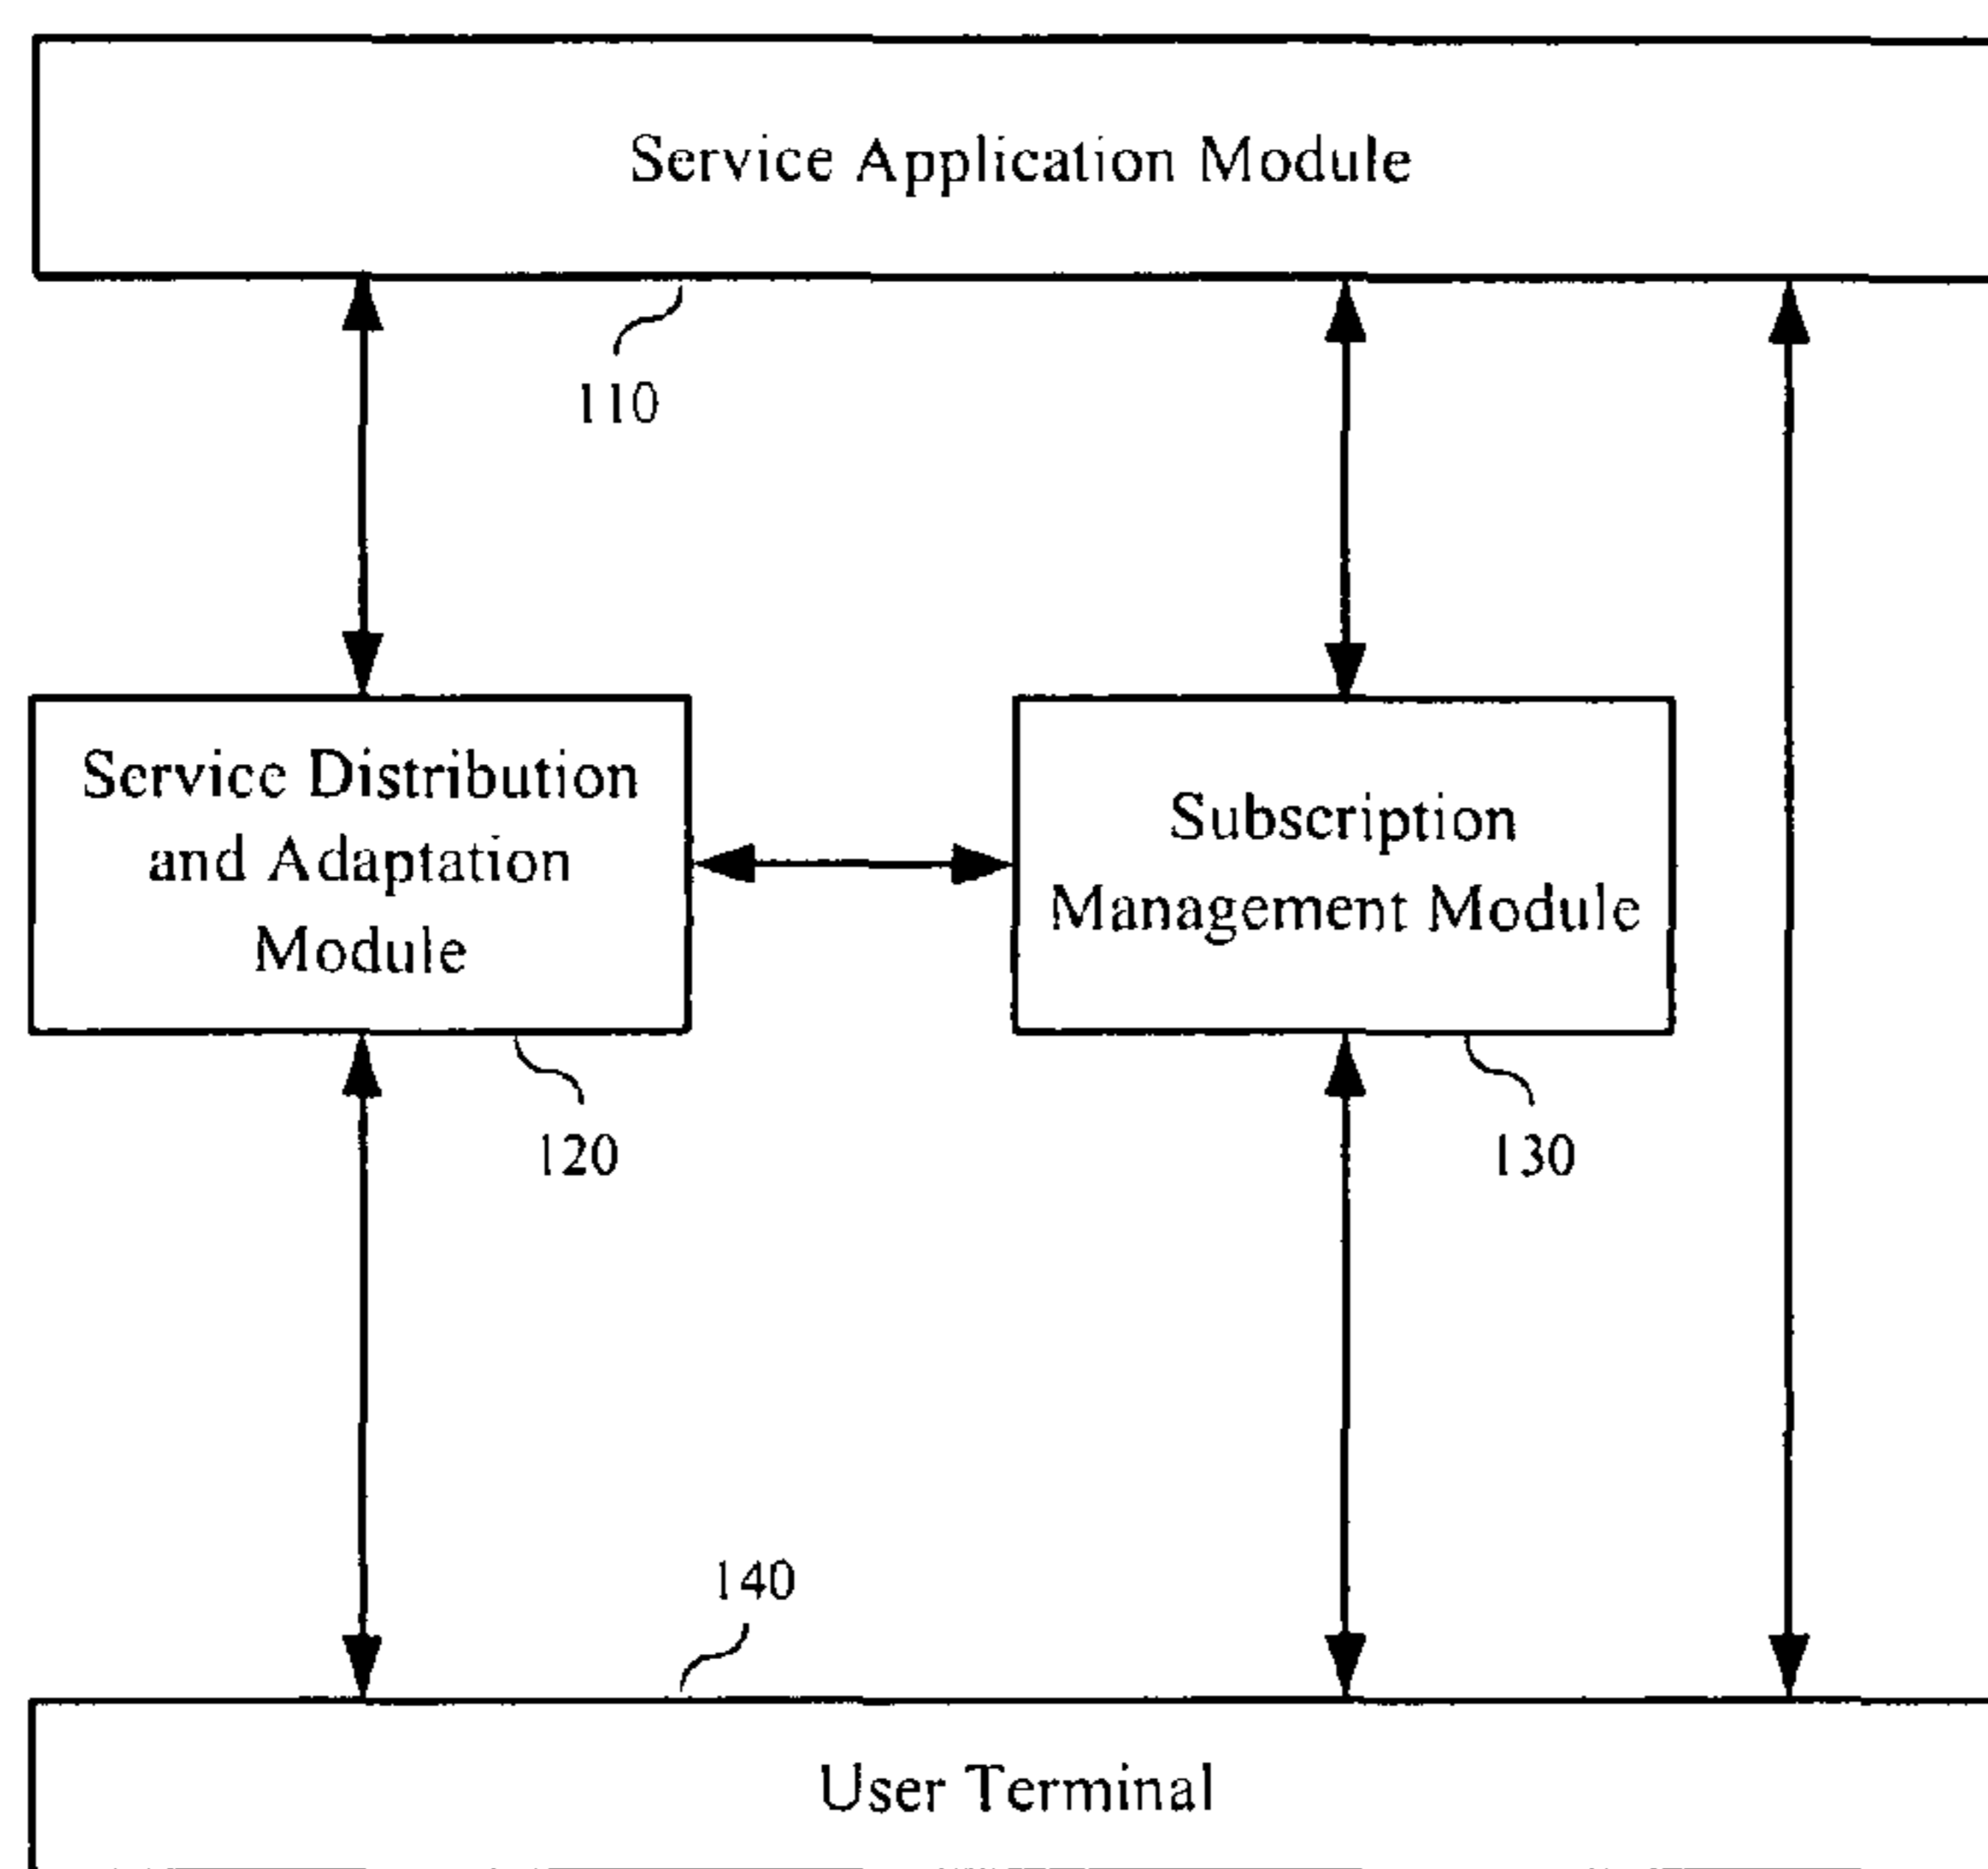 Service Application Module
110
Service Distribution
and Adaptation
Module
Subscription
Management Module
120
130
140
User Terminal